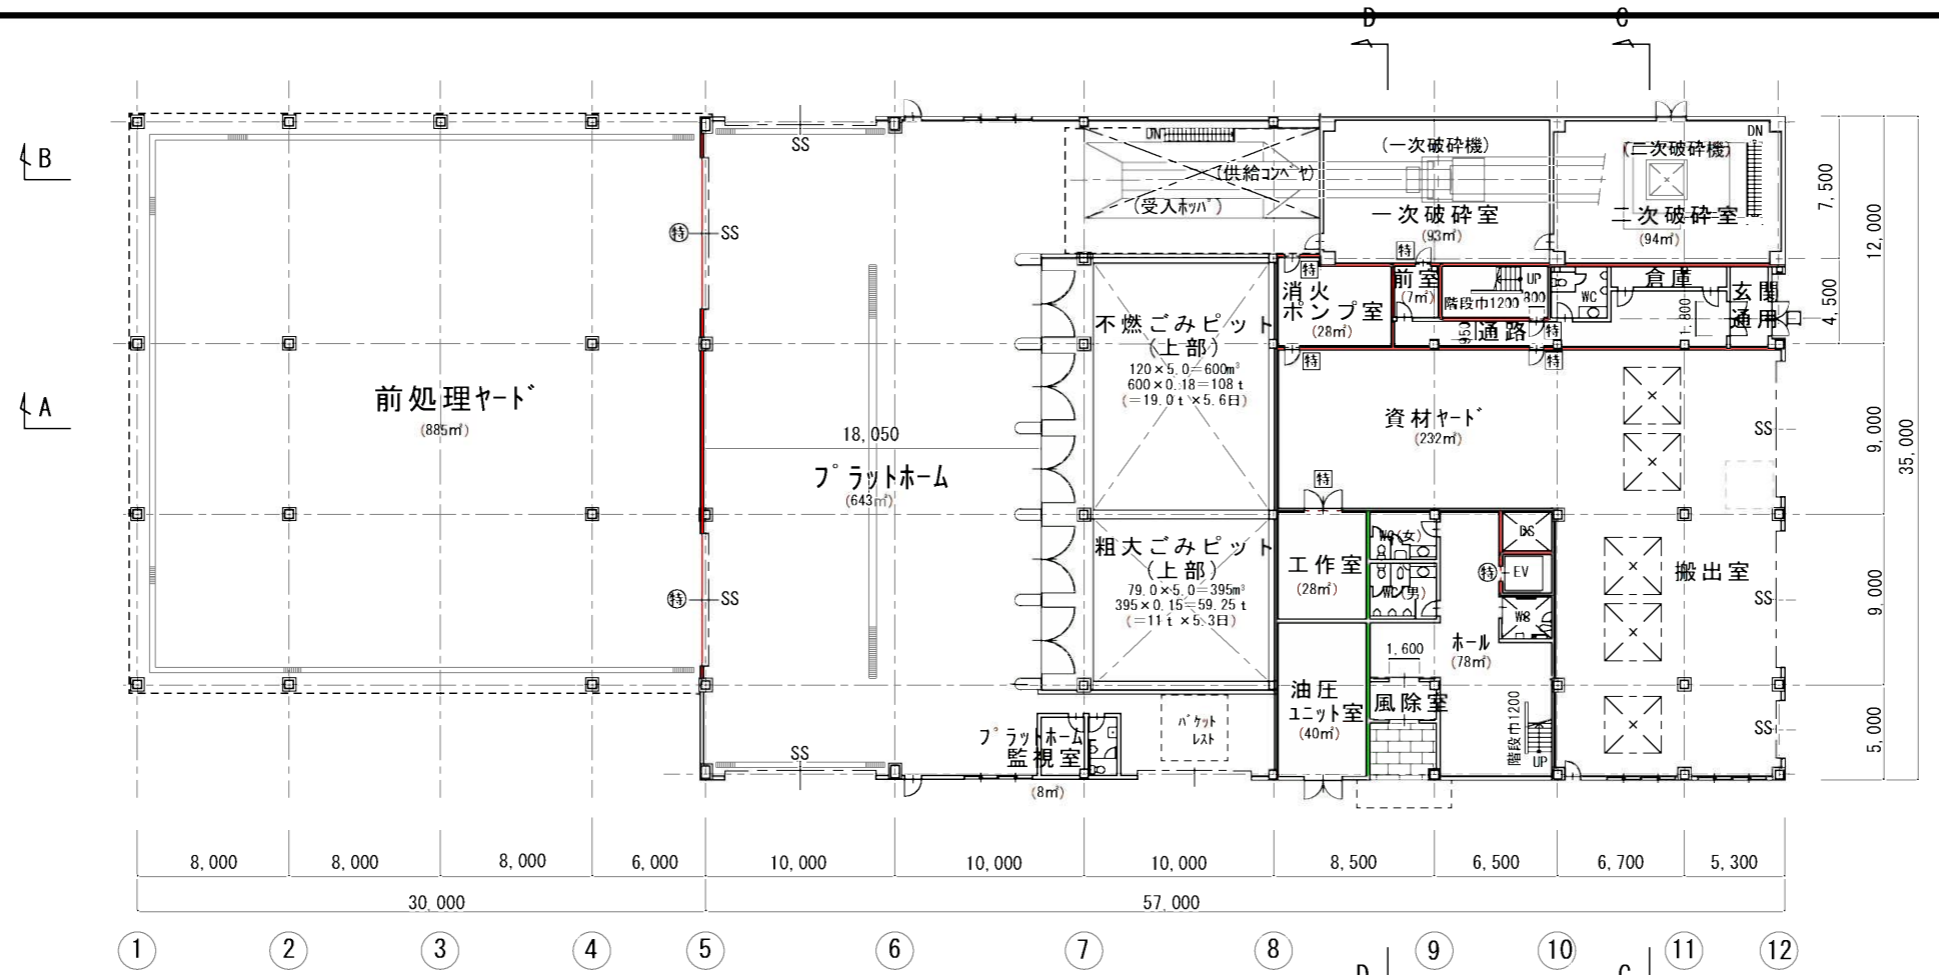 D
C
B
SS
DN
(供給ｺﾝﾍﾞﾔ)
(受入ﾎｯﾊﾟ)
(一次破砕機)
一次破砕室
(93㎡)
(二次破砕機)
DN
二次破砕室
(94㎡)
7,500
12,000
特
SS
特
特
消火
ポンプ室
(28㎡)
前室
(7㎡)
UP
階段巾1200
800
WC
倉庫
1,800
玄関
通用
4,500
950
通路
特
不燃ごみピット
(上部)
120×5.0=600㎥
600×0.18=108ｔ
(=19.0ｔ×5.6日)
A
前処理ﾔｰﾄﾞ
(885㎡)
18,050
ﾌﾟﾗｯﾄﾎｰﾑ
(643㎡)
特
特
資材ﾔｰﾄﾞ
(232㎡)
SS
9,000
35,000
特
粗大ごみピット
(上部)
79.0×5.0=395㎥
395×0.15=59.25ｔ
(=11ｔ×5.3日)
工作室
(28㎡)
WC(女)
WC(男)
DS
特
EV
搬出室
特
SS
SS
9,000
ホール
(78㎡)
1,600
油圧
ﾕﾆｯﾄ室
(40㎡)
風除室
階段巾1200
UP
SS
5,000
ﾊﾞｹｯﾄ
ﾚｽﾄ
ﾌﾟﾗｯﾄﾎｰﾑ
監視室
(8㎡)
SS
8,000
8,000
8,000
6,000
10,000
10,000
10,000
8,500
6,500
6,700
5,300
30,000
57,000
1
2
3
4
5
6
7
8
D
9
10
C
11
12